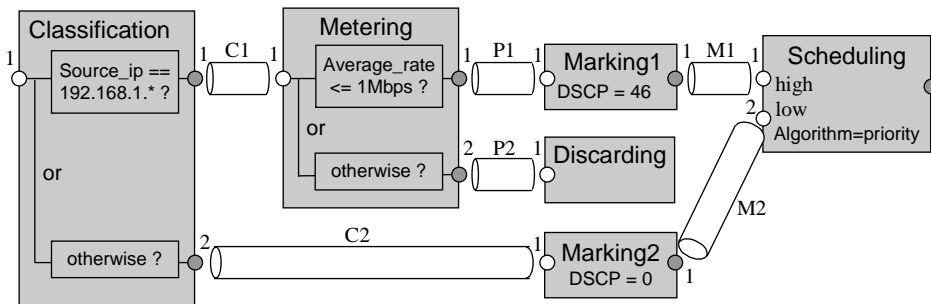 Classification
1
Source_ip ==
192.168.1.* ?
1
or
otherwise ?
2
C1
Metering
1
Average_rate
<= 1Mbps ?
1
or
otherwise ?
2
P1
1
Marking1
DSCP = 46
1
M1
P2
1
Discarding
C2
1
Marking2
DSCP = 0
1
M2
Scheduling
1
high
2
low
Algorithm=priority